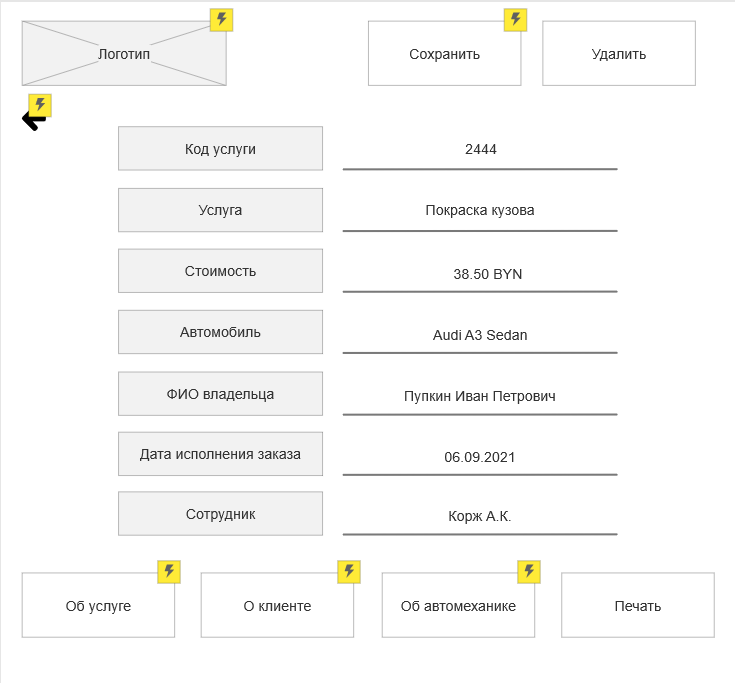 Логотип
Сохранить
Удалить
Код услуги
2444
Услуга
Покраска кузова
Стоимость
38.50 BYN
Автомобиль
Audi A3 Sedan
ФИО владельца
Пупкин Иван Петрович
Дата исполнения заказа
06.09.2021
Сотрудник
Корж А.К.
Об услуге
О клиенте
Об автомеханике
Печать